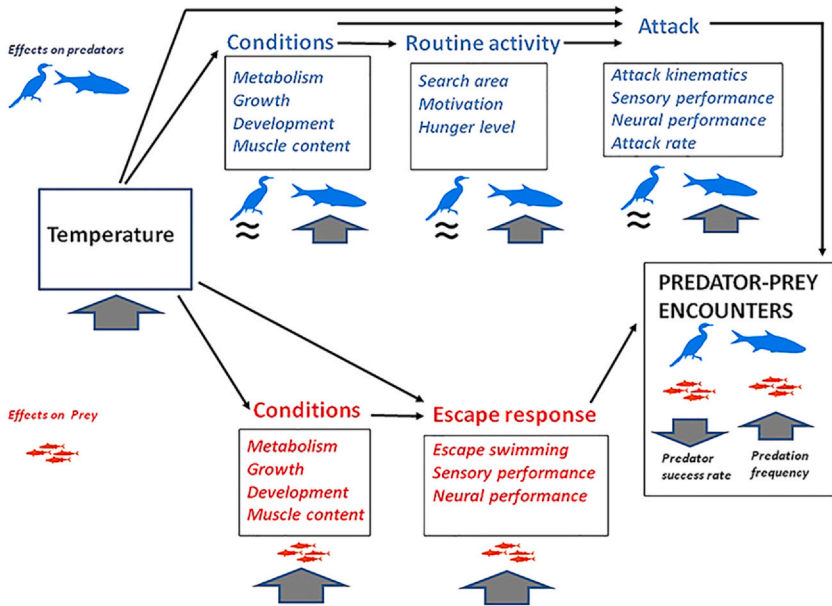 Effects on predators
Conditions
Metabolism
Growth
Development
Muscle content
Routine activity
Search area
Motivation
Hunger level
Attack
Attack kinematics
Sensory performance
Neural performance
Attack rate
≈
≈
≈
Temperature
PREDATOR-PREY
ENCOUNTERS
Predator
success rate
Predation
frequency
Effects on Prey
Conditions
Metabolism
Growth
Development
Muscle content
Escape response
Escape swimming
Sensory performance
Neural performance